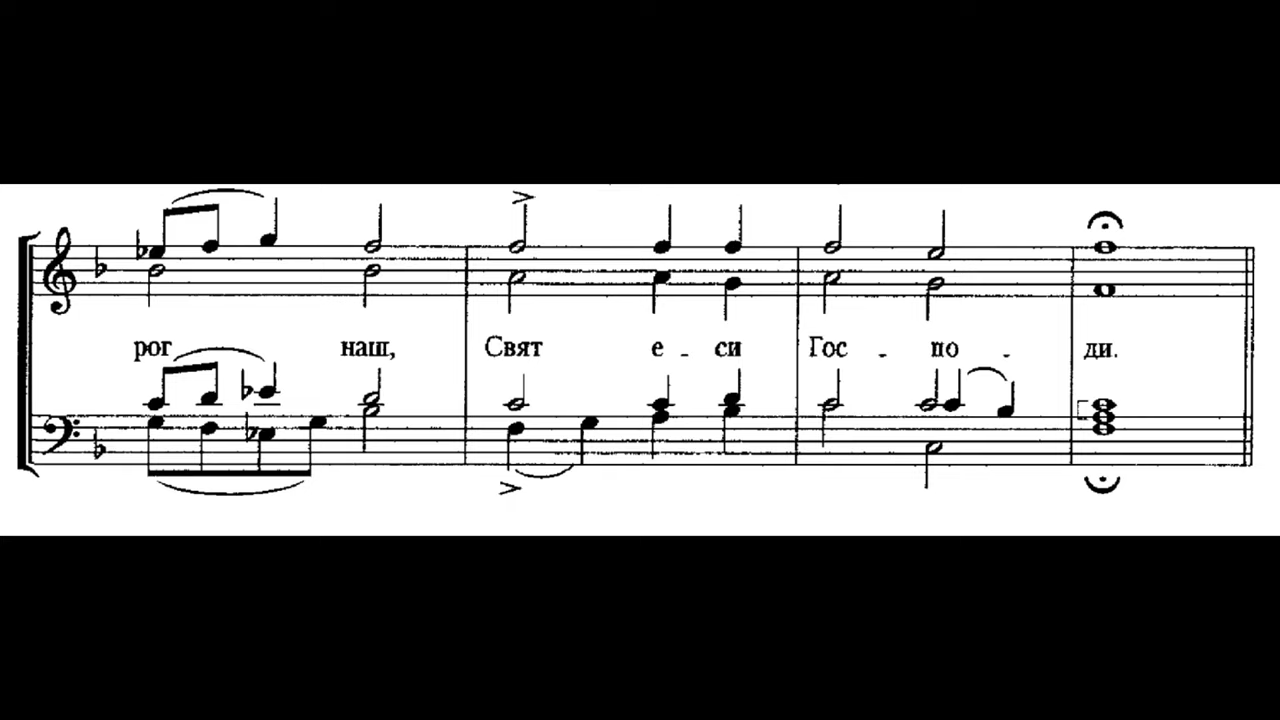 рог наш, Свят е - си Гос - по - ди.